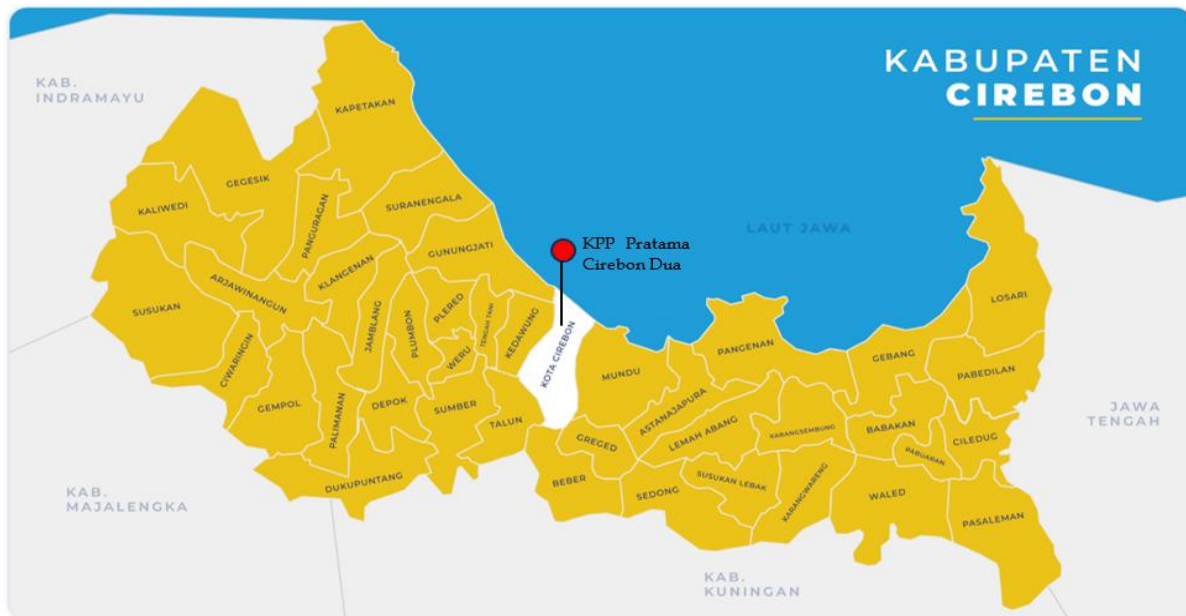 KABUPATEN
CIREBON
KAB.
INDRAMAYU
KAPETAKAN
GEGESIK
KALIWEDI
PANGURAGAN
SURANENGALA
GUNUNGJATI
KLANGENAN
ARJAWINANGUN
SUSUKAN
CIWARINGIN
GEMPOL
PALIMANAN
JAMBLANG
PLUMBON
DEPOK
PLERED
WERU
TENGAH TANI
KEDAWUNG
KOTA CIREBON
SUMBER
TALUN
DUKUPUNTANG
KPP Pratama
Cirebon Dua
LAUT JAWA
MUNDU
PANGENAN
ASTANAJAPURA
GREGED
BEBER
LEMAH ABANG
SEDONG
SUSUKAN LEBAK
KARANGSEMBUNG
KARANGWARENG
GEBANG
BABAKAN
PABUARAN
LOSARI
PABEDILAN
CILEDUG
WALED
PASALEMAN
JAWA
TENGAH
KAB.
MAJALENGKA
KAB.
KUNINGAN